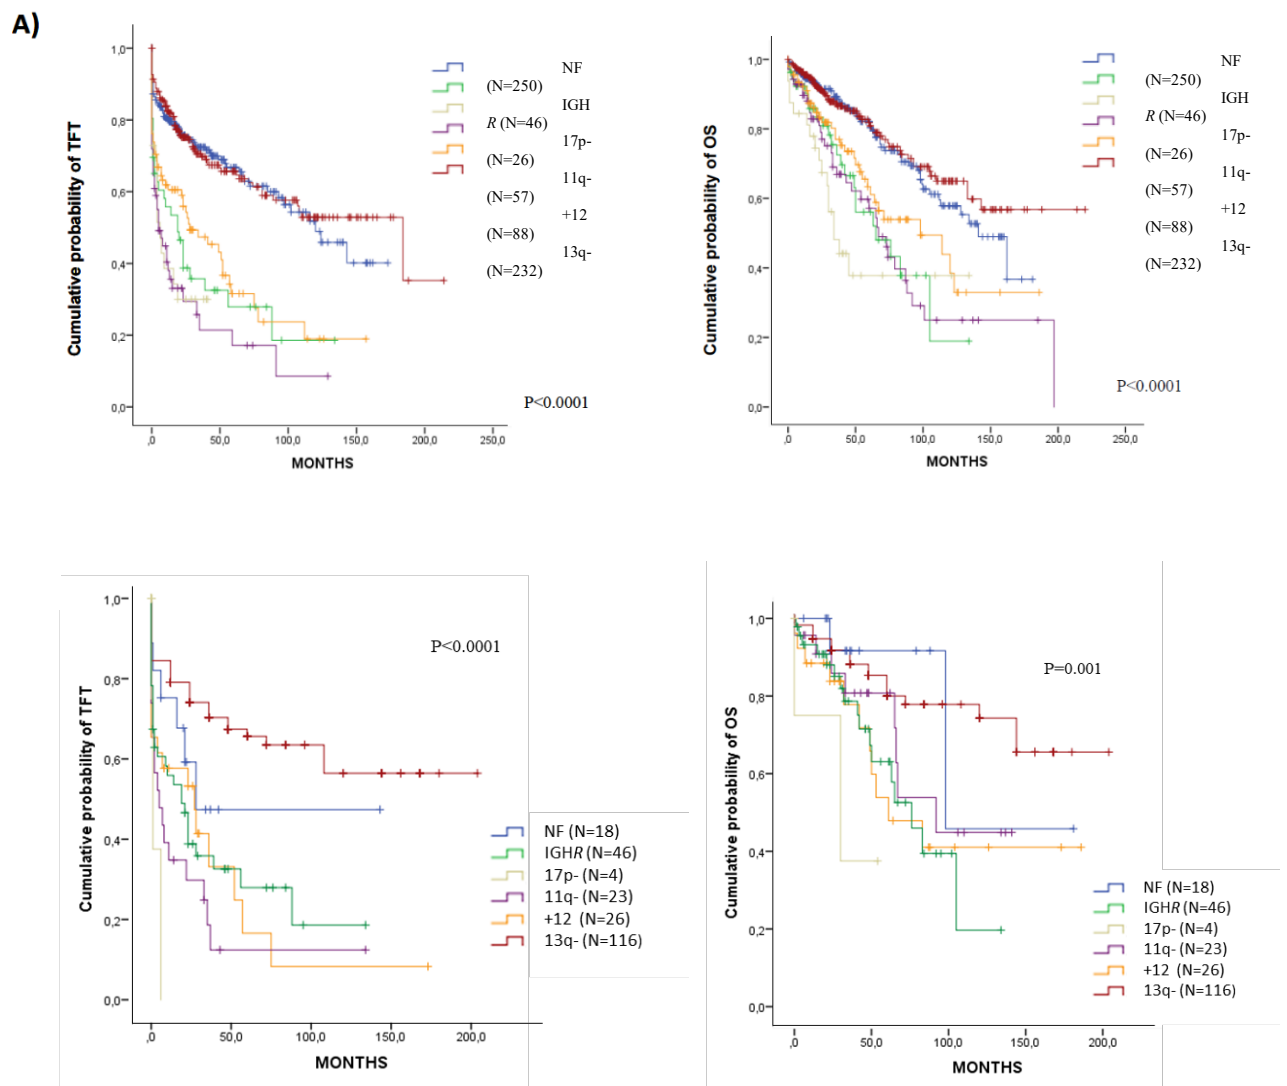 A)
Cumulative probability of TFT
1,0
0,8
0,6
0,4
0,2
0,0
,0 50,0 100,0 150,0 200,0 250,0
MONTHS
NF
(N=250)
IGH
R (N=46)
17p-
(N=26)
11q-
(N=57)
+12
(N=88)
13q-
(N=232)
P<0.0001
Cumulative probability of OS
1,0
0,8
0,6
0,4
0,2
0,0
,0 50,0 100,0 150,0 200,0 250,0
MONTHS
NF
(N=250)
IGH
R (N=46)
17p-
(N=26)
11q-
(N=57)
+12
(N=88)
13q-
(N=232)
P<0.0001
Cumulative probability of TFT
1,0
0,8
0,6
0,4
0,2
0,0
,0 50,0 100,0 150,0 200,0
MONTHS
P<0.0001
NF (N=18)
IGHR (N=46)
17p- (N=4)
11q- (N=23)
+12 (N=26)
13q- (N=116)
Cumulative probability of OS
1,0
0,8
0,6
0,4
0,2
0,0
,0 50,0 100,0 150,0 200,0
MONTHS
P=0.001
NF (N=18)
IGHR (N=46)
17p- (N=4)
11q- (N=23)
+12 (N=26)
13q- (N=116)